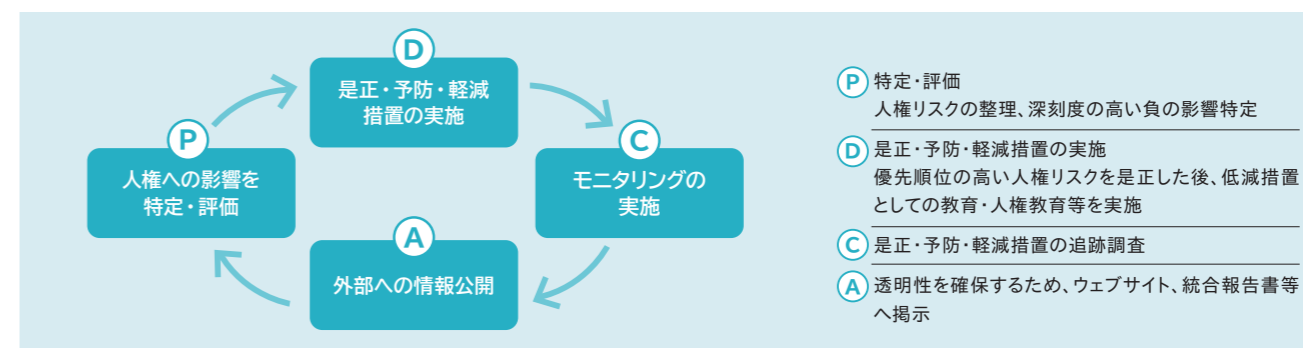 D
是正・予防・軽減
措置の実施
P
人権への影響を
特定・評価
C
モニタリングの
実施
A
外部への情報公開
P 特定・評価
人権リスクの整理、深刻度の高い負の影響特定
D 是正・予防・軽減措置の実施
優先順位の高い人権リスクを是正した後、低減措置
としての教育・人権教育等を実施
C 是正・予防・軽減措置の追跡調査
A 透明性を確保するため、ウェブサイト、統合報告書等
へ掲示